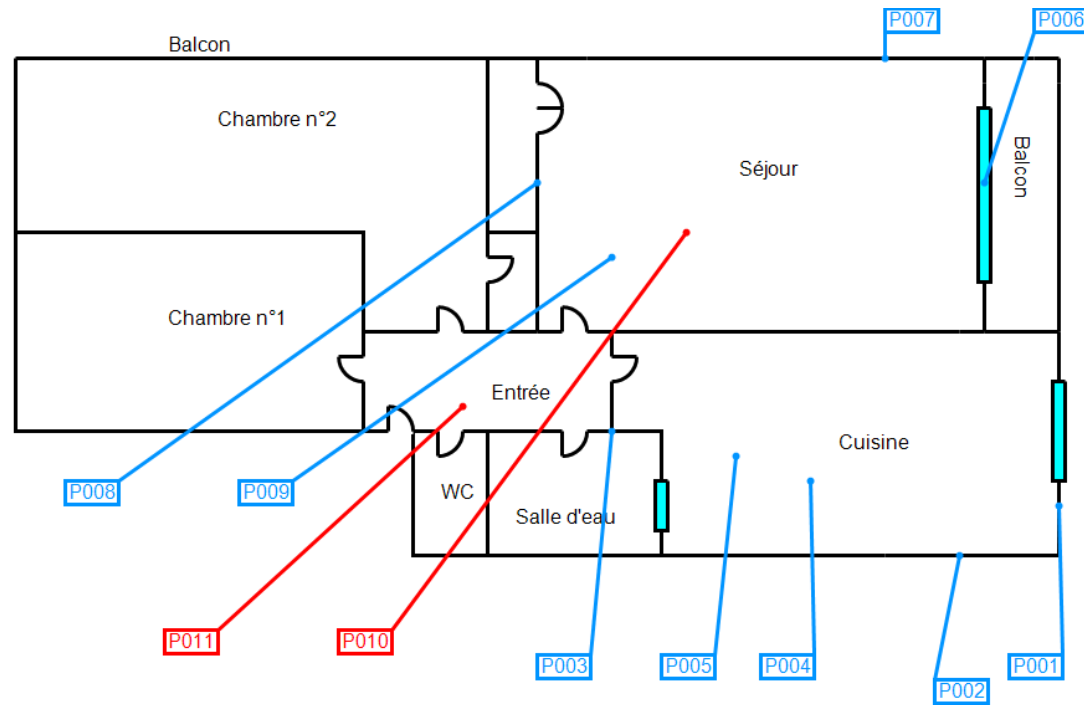 P007
P006
Balcon
Chambre n°2
Séjour
Balcon
Chambre n°1
Entrée
Cuisine
P008
P009
WC
Salle d'eau
P011
P010
P003
P005
P004
P002
P001